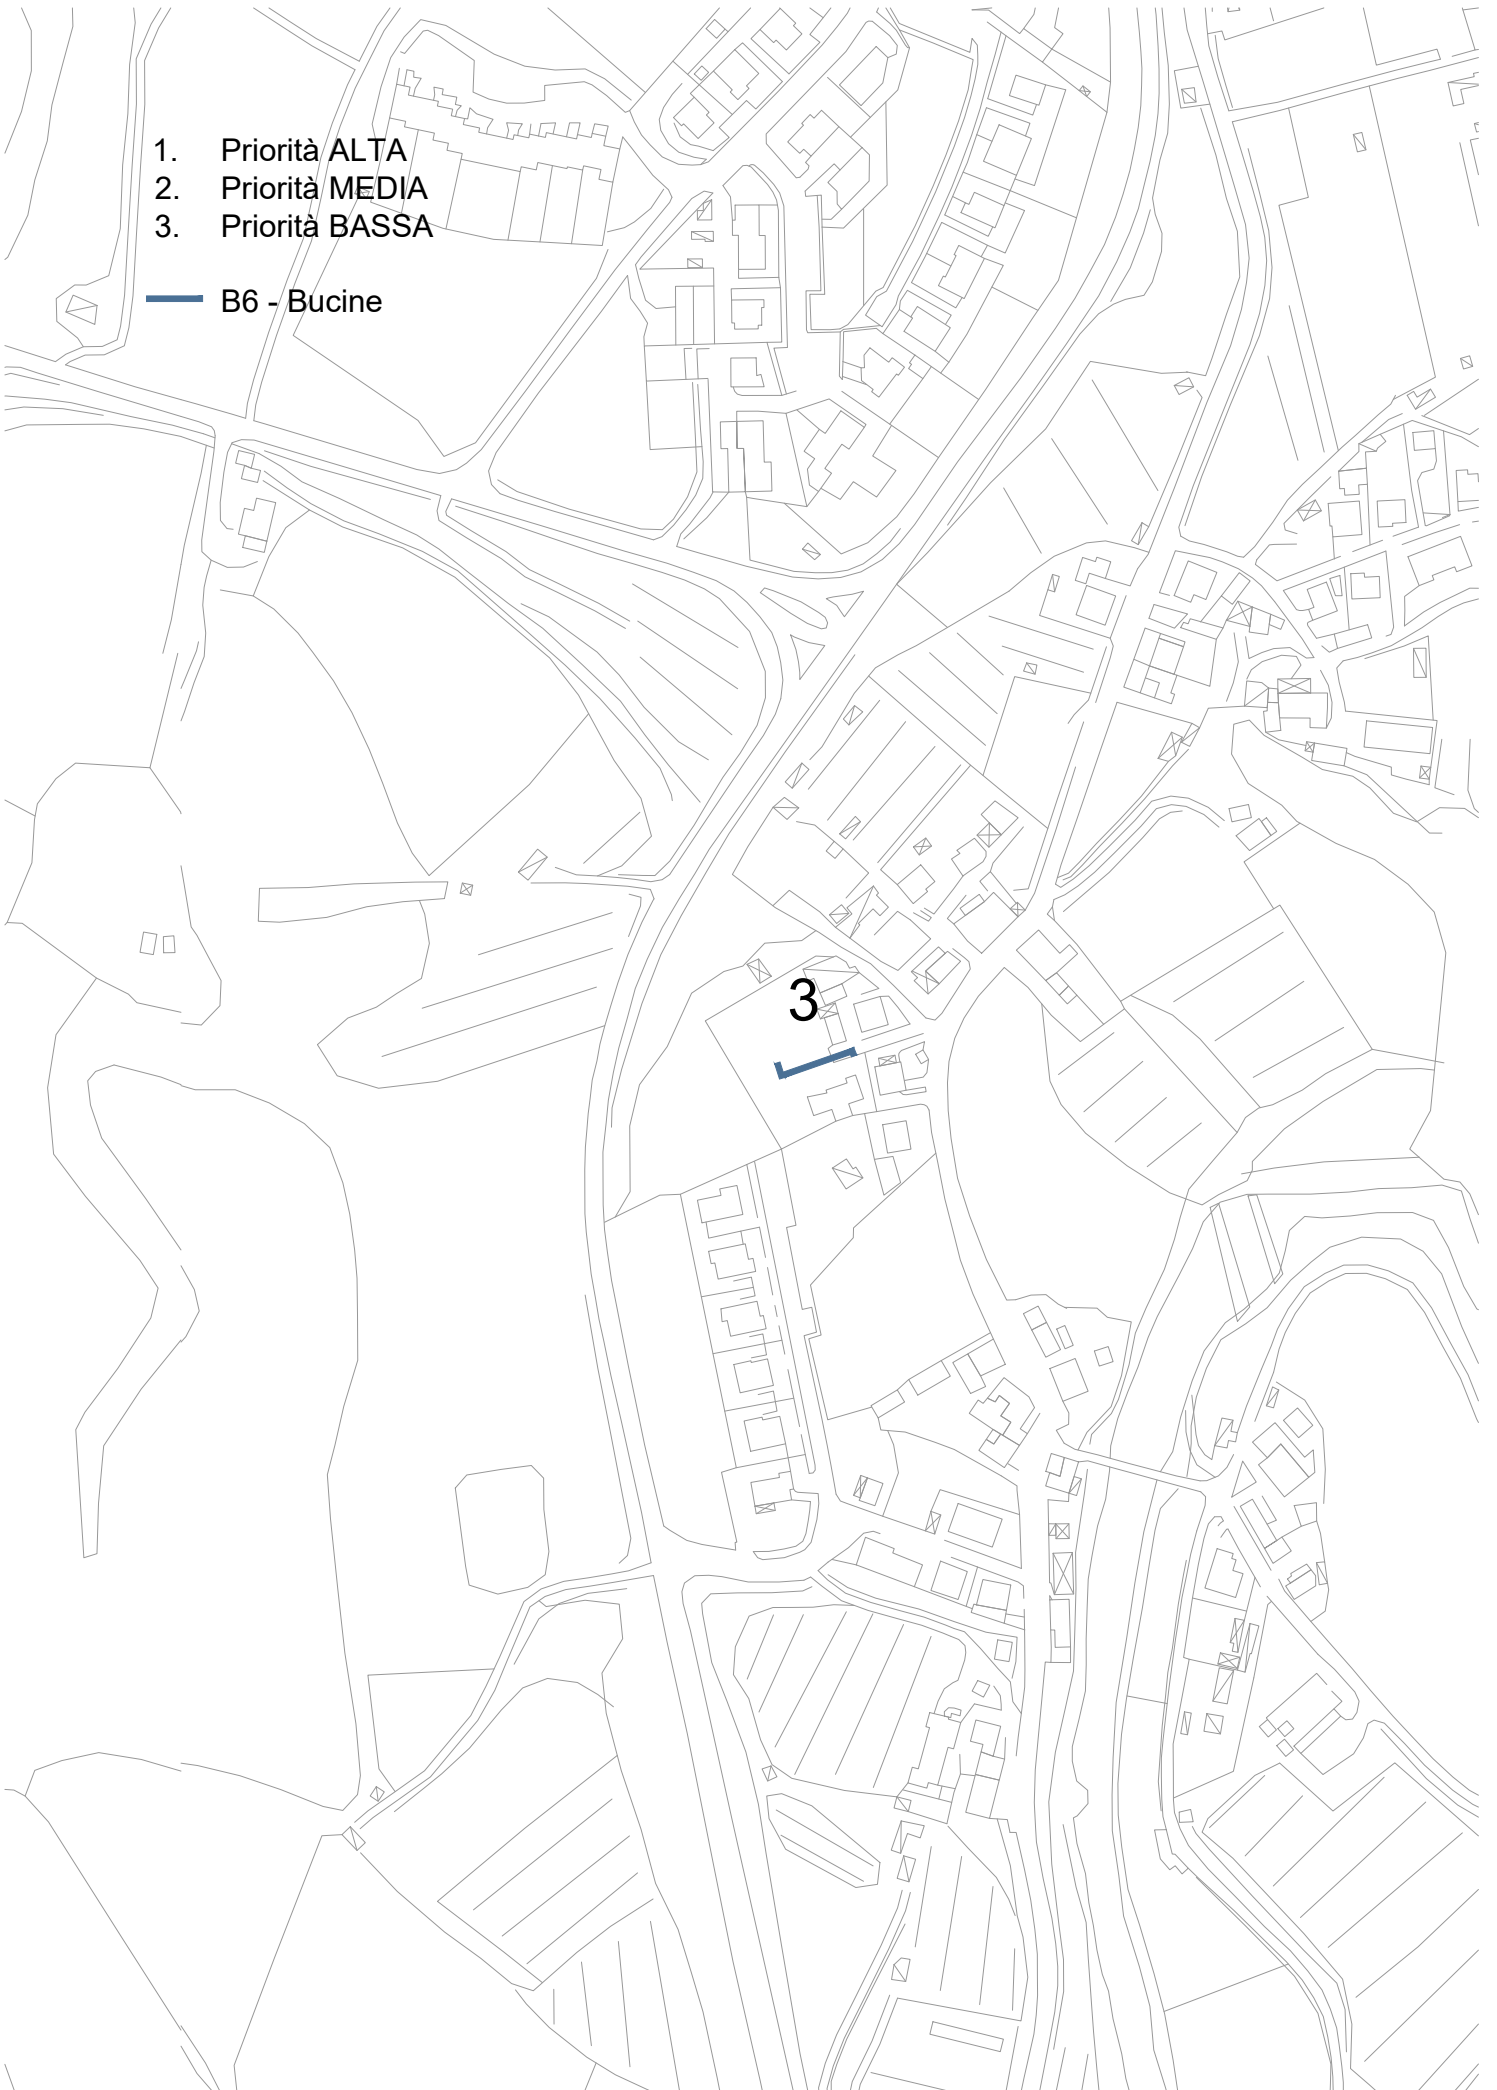 1. Priorità ALTA
2. Priorità MEDIA
3. Priorità BASSA
B6 - Bucine
3